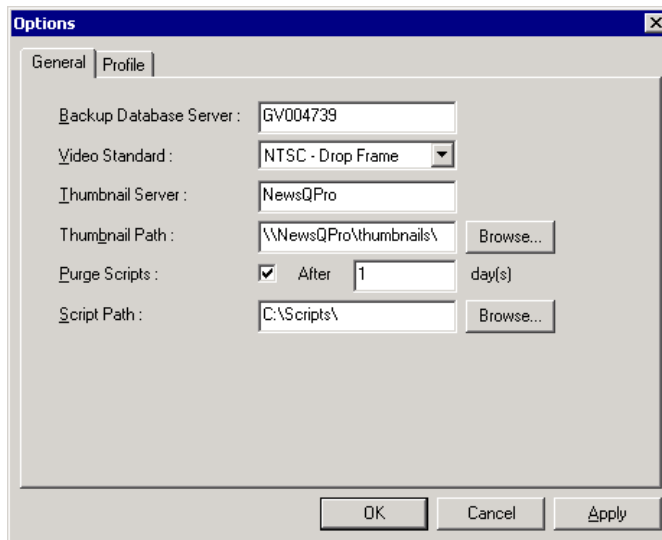 Options
General Profile
Backup Database Server : GV004739
Video Standard : NTSC - Drop Frame
Thumbnail Server : NewsQPro
Thumbnail Path : \\NewsQPro\thumbnails\ Browse...
Purge Scripts : After 1 day(s)
Script Path : C:\Scripts\ Browse...
OK Cancel Apply